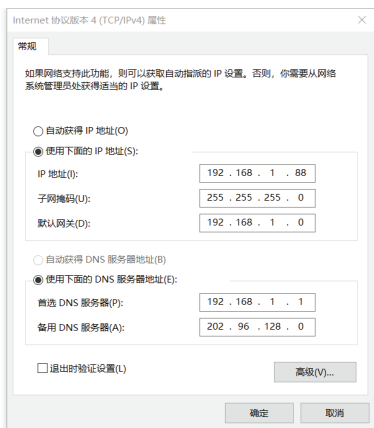 Internet 协议版本 4 (TCP/IPv4) 属性
常规
如果网络支持此功能，则可以获取自动指派的 IP 设置。否则，你需要从网络
系统管理员处获得适当的 IP 设置。
自动获得 IP 地址(O)
使用下面的 IP 地址(S):
IP 地址(I): 192 . 168 . 1 . 88
子网掩码(U): 255 . 255 . 255 . 0
默认网关(D): 192 . 168 . 1 . 0
自动获得 DNS 服务器地址(B)
使用下面的 DNS 服务器地址(E):
首选 DNS 服务器(P): 192 . 168 . 1 . 1
备用 DNS 服务器(A): 202 . 96 . 128 . 0
退出时验证设置(L)
高级(V)...
确定 取消